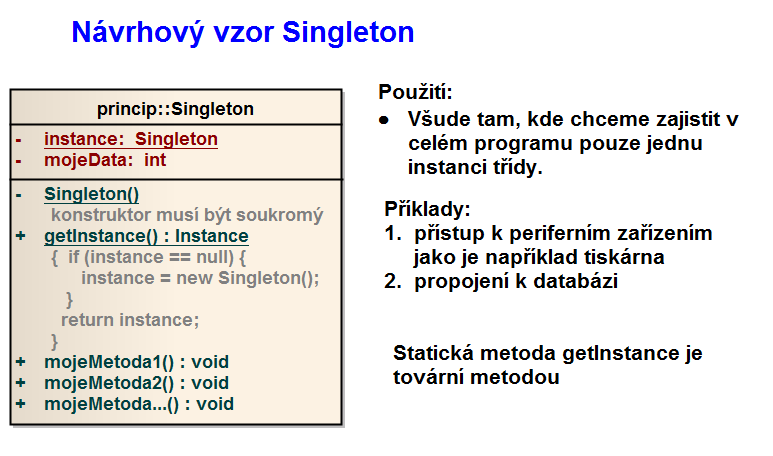 Návrhový vzor Singleton
princip::Singleton
- instance: Singleton
- mojeData: int
- Singleton()
konstruktor musí být soukromý
+ getInstance() : Instance
{ if (instance == null) {
instance = new Singleton();
}
return instance;
}
+ mojeMetoda1() : void
+ mojeMetoda2() : void
+ mojeMetoda...() : void
Použití:
● Všude tam, kde chceme zajistit v
celém programu pouze jednu
instanci třídy.
Příklady:
1. přístup k periferním zařízením
jako je například tiskárna
2. propojení k databázi
Statická metoda getInstance je
tovární metodou